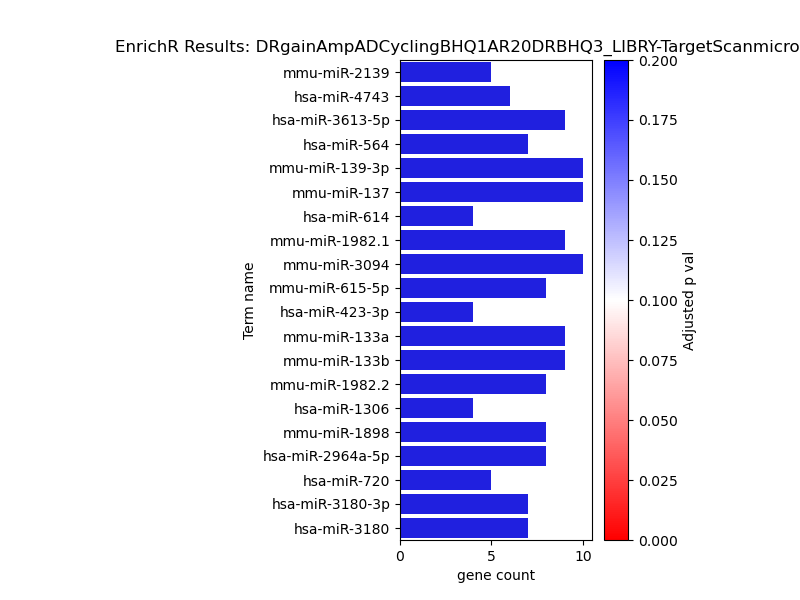 EnrichR Results: DRgainAmpADCyclingBHQ1AR20DRBHQ3_LIBRY-TargetScanmicro
mmu-miR-2139
hsa-miR-4743
hsa-miR-3613-5p
hsa-miR-564
mmu-miR-139-3p
mmu-miR-137
hsa-miR-614
mmu-miR-1982.1
mmu-miR-3094
mmu-miR-615-5p
hsa-miR-423-3p
mmu-miR-133a
mmu-miR-133b
mmu-miR-1982.2
hsa-miR-1306
mmu-miR-1898
hsa-miR-2964a-5p
hsa-miR-720
hsa-miR-3180-3p
hsa-miR-3180
Term name
0 5 10
gene count
0.200
0.175
0.150
0.125
0.100
0.075
0.050
0.025
0.000
Adjusted p val